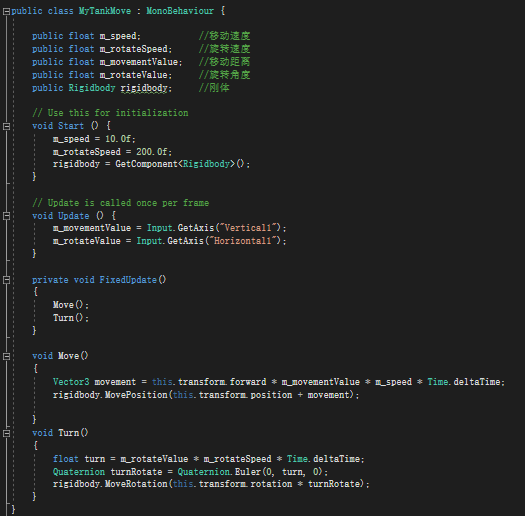 public class MyTankMove : MonoBehaviour {
public float m_speed; //移动速度
public float m_rotateSpeed; //旋转速度
public float m_movementValue; //移动距离
public float m_rotateValue; //旋转角度
public Rigidbody rigidbody; //刚体
// Use this for initialization
void Start () {
m_speed = 10.0f;
m_rotateSpeed = 200.0f;
rigidbody = GetComponent<Rigidbody>();
}
// Update is called once per frame
void Update () {
m_movementValue = Input.GetAxis("Vertical1");
m_rotateValue = Input.GetAxis("Horizontal1");
}
private void FixedUpdate()
{
Move();
Turn();
}
void Move()
{
Vector3 movement = this.transform.forward * m_movementValue * m_speed * Time.deltaTime;
rigidbody.MovePosition(this.transform.position + movement);
}
void Turn()
{
float turn = m_rotateValue * m_rotateSpeed * Time.deltaTime;
Quaternion turnRotate = Quaternion.Euler(0, turn, 0);
rigidbody.MoveRotation(this.transform.rotation * turnRotate);
}
}